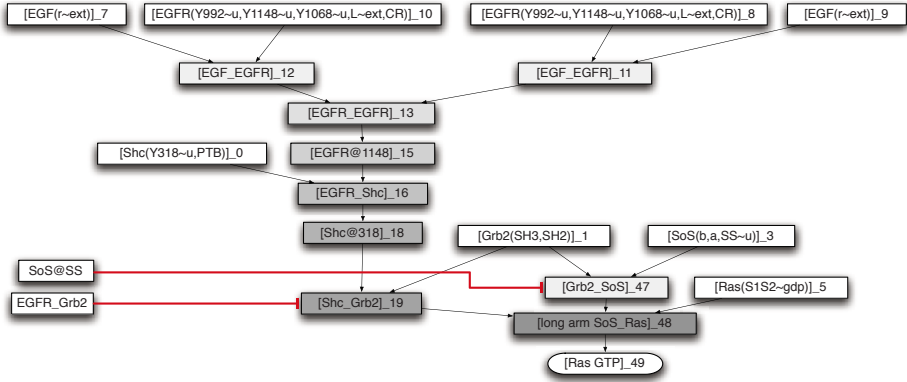 [EGF(r~ext)]_7
[EGFR(Y992~u,Y1148~u,Y1068~u,L~ext,CR)]_10
[EGFR(Y992~u,Y1148~u,Y1068~u,L~ext,CR)]_8
[EGF(r~ext)]_9
[EGF_EGFR]_12
[EGF_EGFR]_11
[EGFR_EGFR]_13
[Shc(Y318~u,PTB)]_0
[EGFR@1148]_15
[EGFR_Shc]_16
[Shc@318]_18
[Grb2(SH3,SH2)]_1
[SoS(b,a,SS~u)]_3
SoS@SS
[Grb2_SoS]_47
[Ras(S1S2~gdp)]_5
EGFR_Grb2
[Shc_Grb2]_19
[long arm SoS_Ras]_48
[Ras GTP]_49